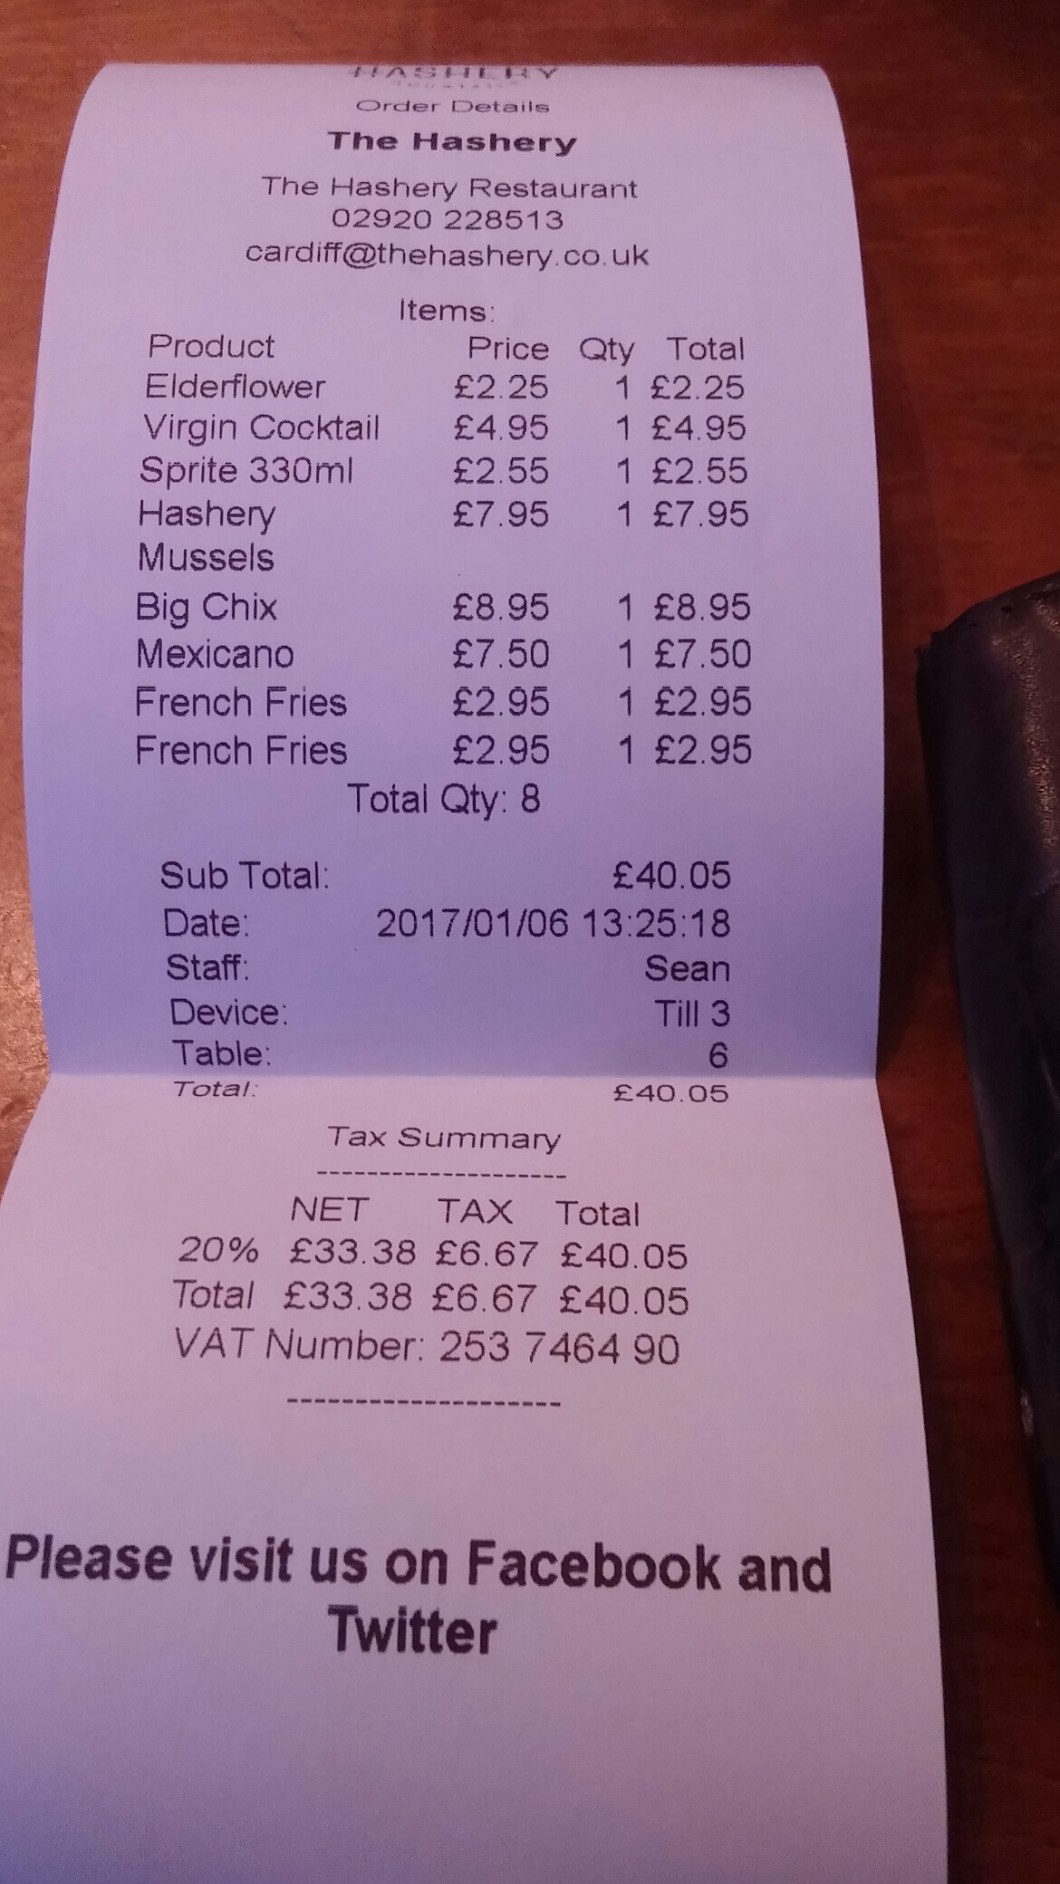 HASHERY
Order Details
The Hashery
The Hashery Restaurant
02920 228513
cardiff@thehashery.co.uk
Items:
Product Price Qty Total
Elderflower £2.25 1 £2.25
Virgin Cocktail £4.95 1 £4.95
Sprite 330ml £2.55 1 £2.55
Hashery £7.95 1 £7.95
Mussels
Big Chix £8.95 1 £8.95
Mexicano £7.50 1 £7.50
French Fries £2.95 1 £2.95
French Fries £2.95 1 £2.95
Total Qty: 8
Sub Total: £40.05
Date: 2017/01/06 13:25:18
Staff: Sean
Device: Till 3
Table: 6
Total: £40.05
Tax Summary
--------------------
NET TAX Total
20% £33.38 £6.67 £40.05
Total £33.38 £6.67 £40.05
VAT Number: 253 7464 90
--------------------
Please visit us on Facebook and
Twitter